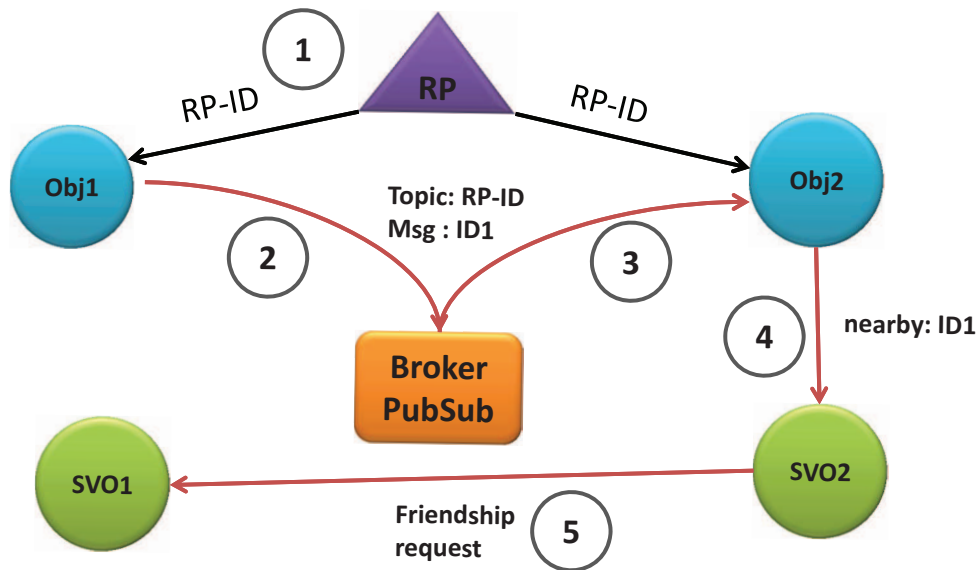 1
RP
RP-ID
RP-ID
Obj1
Obj2
Topic: RP-ID
Msg : ID1
2
3
4
nearby: ID1
Broker
PubSub
SVO1
SVO2
Friendship
request
5